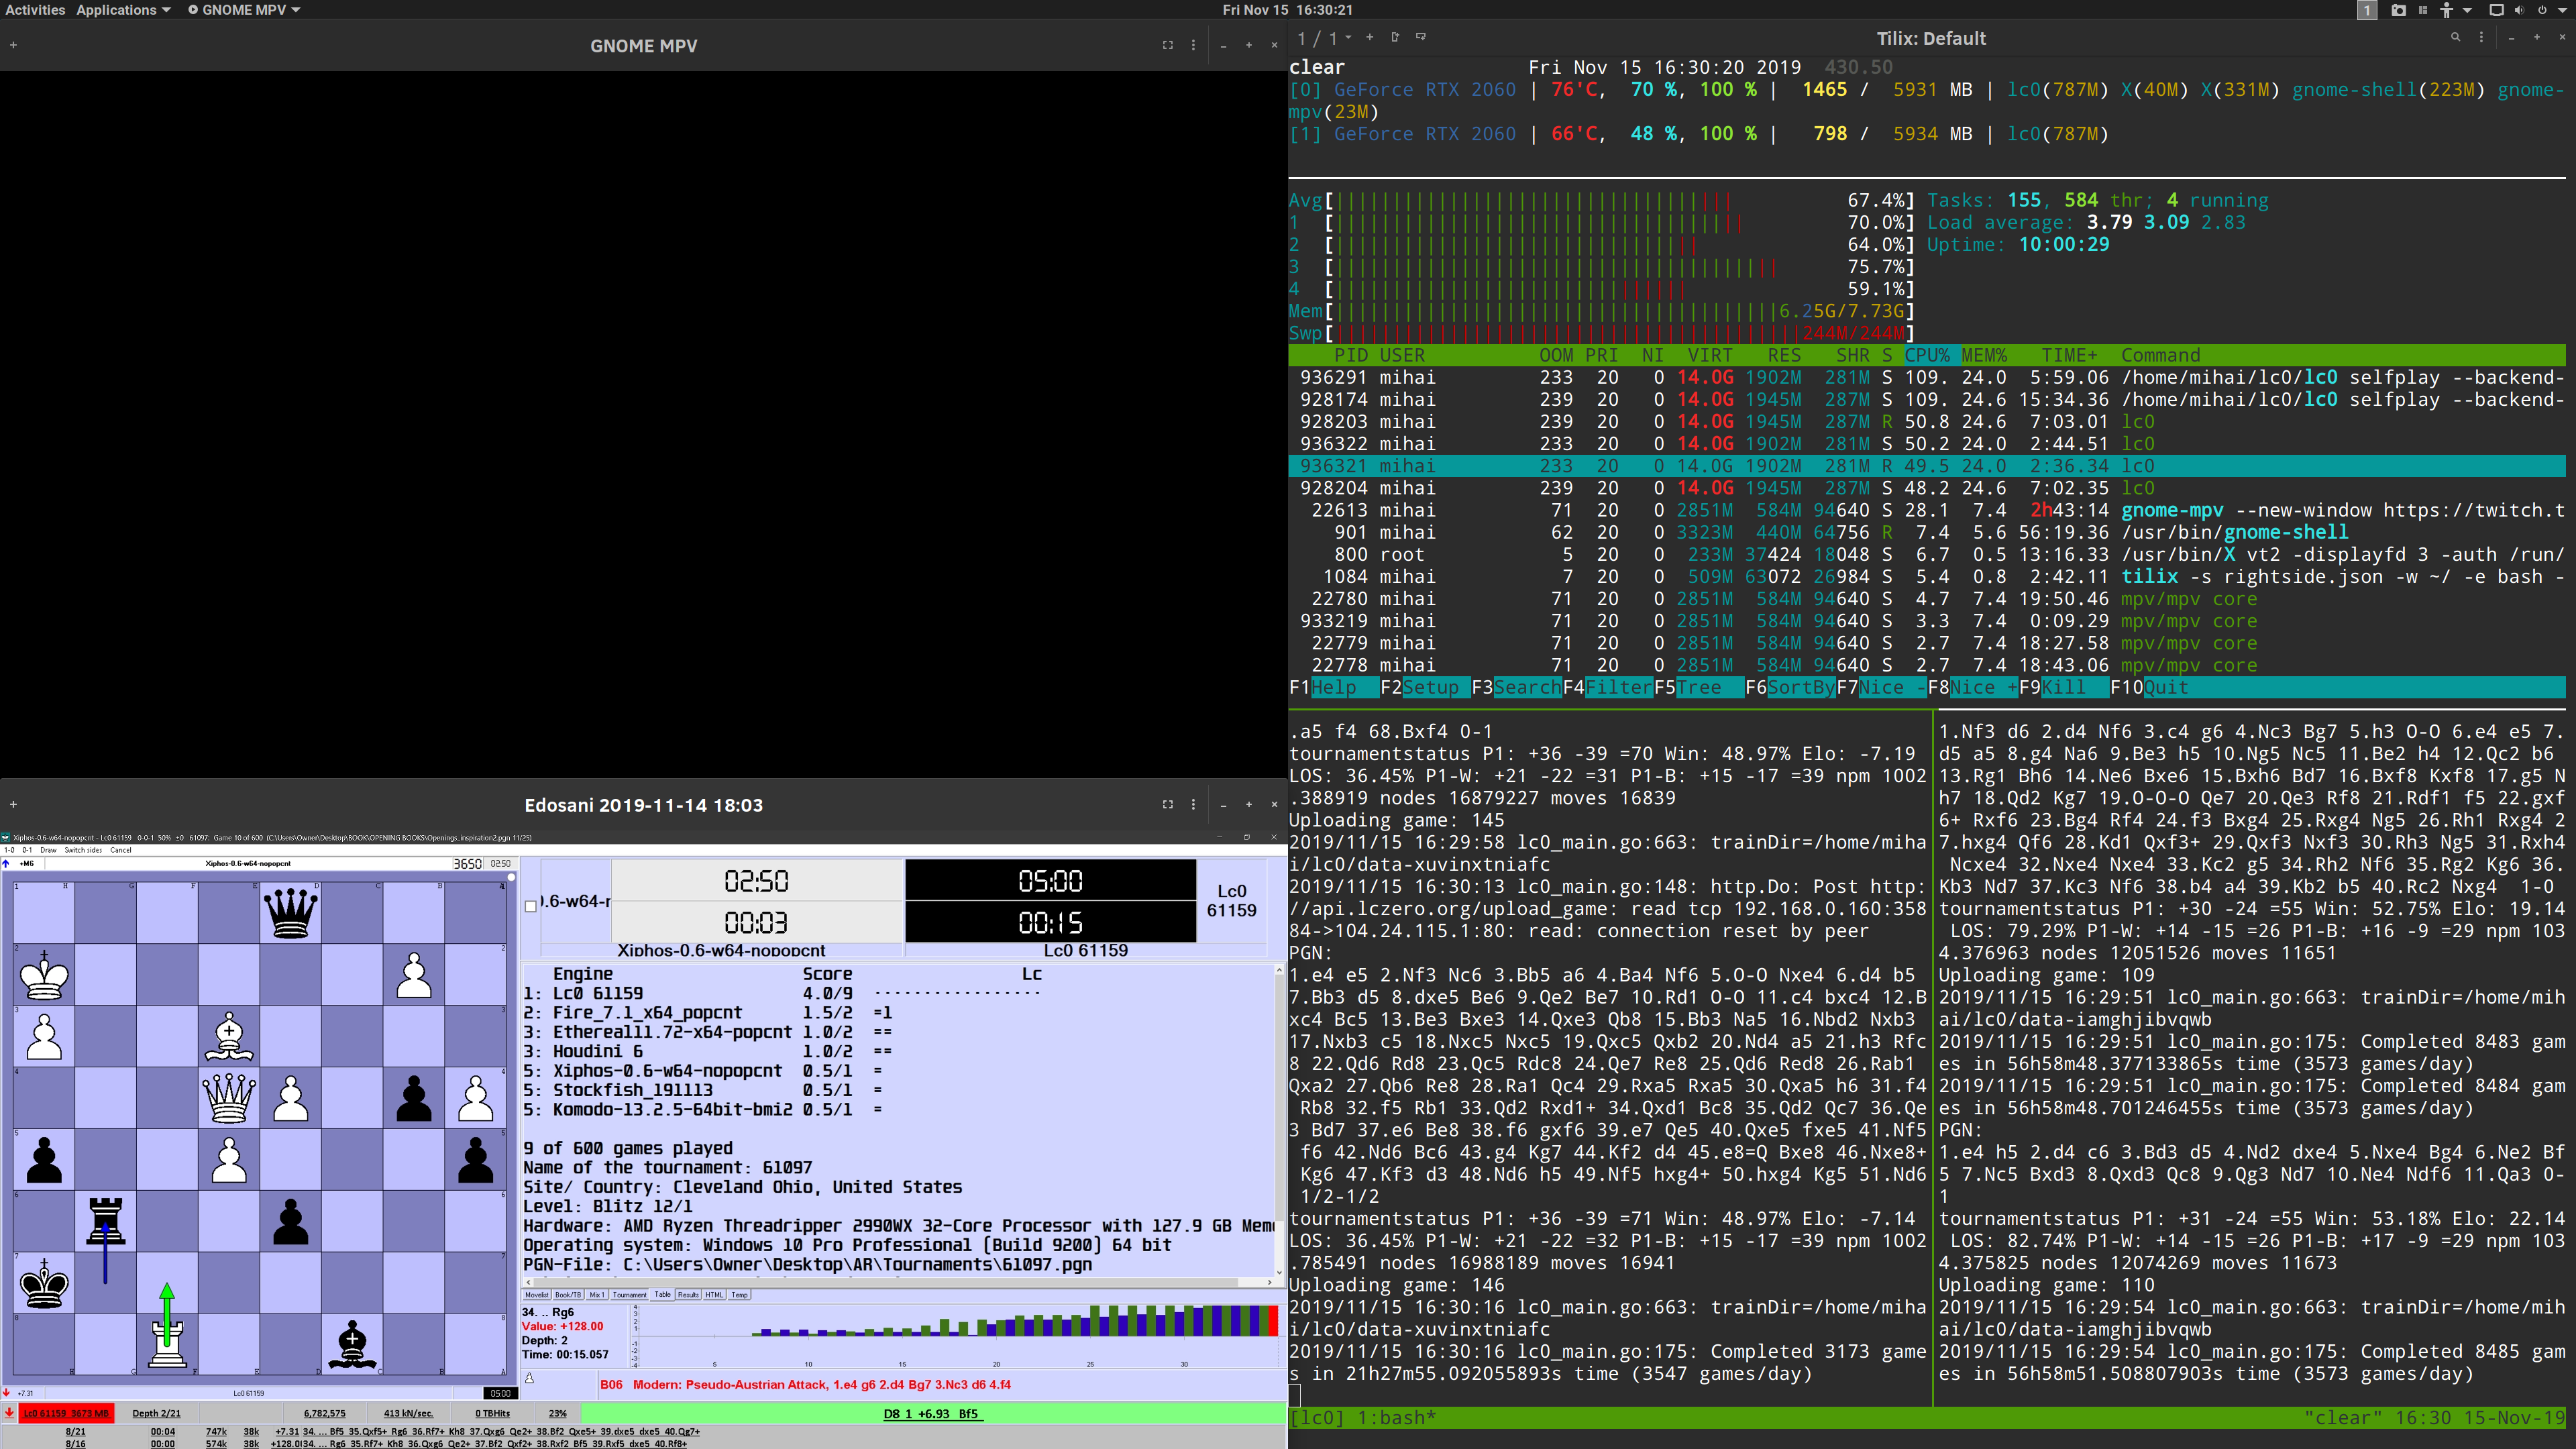 Activities Applications GNOME MPV Fri Nov 15 16:30:21 1
GNOME MPV
1 / 1 Tilix: Default
clear Fri Nov 15 16:30:20 2019 430.50
[0] GeForce RTX 2060 | 76'C, 70 %, 100 % | 1465 / 5931 MB | lc0(787M) X(40M) X(331M) gnome-shell(223M) gnome-
mpv(23M)
[1] GeForce RTX 2060 | 66'C, 48 %, 100 % | 798 / 5934 MB | lc0(787M)
Avg[ 67.4%] Tasks: 155, 584 thr; 4 running
1 [ 70.0%] Load average: 3.79 3.09 2.83
2 [ 64.0%] Uptime: 10:00:29
3 [ 75.7%]
4 [ 59.1%]
Mem[ 6.25G/7.73G]
Swp[ 244M/244M]
PID USER OOM PRI NI VIRT RES SHR S CPU% MEM% TIME+ Command
936291 mihai 233 20 0 14.0G 1902M 281M S 109. 24.0 5:59.06 /home/mihai/lc0/lc0 selfplay --backend-
928174 mihai 239 20 0 14.0G 1945M 287M S 109. 24.6 15:34.36 /home/mihai/lc0/lc0 selfplay --backend-
928203 mihai 239 20 0 14.0G 1945M 287M R 50.8 24.6 7:03.01 lc0
936322 mihai 233 20 0 14.0G 1902M 281M S 50.2 24.0 2:44.51 lc0
936321 mihai 233 20 0 14.0G 1902M 281M R 49.5 24.0 2:36.34 lc0
928204 mihai 239 20 0 14.0G 1945M 287M S 48.2 24.6 7:02.35 lc0
22613 mihai 71 20 0 2851M 584M 94640 S 28.1 7.4 2h43:14 gnome-mpv --new-window https://twitch.t
901 mihai 62 20 0 3323M 440M 64756 R 7.4 5.6 56:19.36 /usr/bin/gnome-shell
800 root 5 20 0 233M 37424 18048 S 6.7 0.5 13:16.33 /usr/bin/X vt2 -displayfd 3 -auth /run/
1084 mihai 7 20 0 509M 63072 26984 S 5.4 0.8 2:42.11 tilix -s rightside.json -w ~/ -e bash -
22780 mihai 71 20 0 2851M 584M 94640 S 4.7 7.4 19:50.46 mpv/mpv core
933219 mihai 71 20 0 2851M 584M 94640 S 3.3 7.4 0:09.29 mpv/mpv core
22779 mihai 71 20 0 2851M 584M 94640 S 2.7 7.4 18:27.58 mpv/mpv core
22778 mihai 71 20 0 2851M 584M 94640 S 2.7 7.4 18:43.06 mpv/mpv core
F1Help F2Setup F3SearchF4FilterF5Tree F6SortByF7Nice -F8Nice +F9Kill F10Quit
.a5 f4 68.Bxf4 0-1
tournamentstatus P1: +36 -39 =70 Win: 48.97% Elo: -7.19
LOS: 36.45% P1-W: +21 -22 =31 P1-B: +15 -17 =39 npm 1002
.388919 nodes 16879227 moves 16839
Uploading game: 145
2019/11/15 16:29:58 lc0_main.go:663: trainDir=/home/miha
i/lc0/data-xuvinxtniafc
2019/11/15 16:30:13 lc0_main.go:148: http.Do: Post http:
//api.lczero.org/upload_game: read tcp 192.168.0.160:358
84->104.24.115.1:80: read: connection reset by peer
PGN:
1.e4 e5 2.Nf3 Nc6 3.Bb5 a6 4.Ba4 Nf6 5.O-O Nxe4 6.d4 b5
7.Bb3 d5 8.dxe5 Be6 9.Qe2 Be7 10.Rd1 O-O 11.c4 bxc4 12.B
xc4 Bc5 13.Be3 Bxe3 14.Qxe3 Qb8 15.Bb3 Na5 16.Nbd2 Nxb3
17.Nxb3 c5 18.Nxc5 Nxc5 19.Qxc5 Qxb2 20.Nd4 a5 21.h3 Rfc
8 22.Qd6 Rd8 23.Qc5 Rdc8 24.Qe7 Re8 25.Qd6 Red8 26.Rab1
Qxa2 27.Qb6 Re8 28.Ra1 Qc4 29.Rxa5 Rxa5 30.Qxa5 h6 31.f4
Rb8 32.f5 Rb1 33.Qd2 Rxd1+ 34.Qxd1 Bc8 35.Qd2 Qc7 36.Qe
3 Bd7 37.e6 Be8 38.f6 gxf6 39.e7 Qe5 40.Qxe5 fxe5 41.Nf5
f6 42.Nd6 Bc6 43.g4 Kg7 44.Kf2 d4 45.e8=Q Bxe8 46.Nxe8+
Kg6 47.Kf3 d3 48.Nd6 h5 49.Nf5 hxg4+ 50.hxg4 Kg5 51.Nd6
1/2-1/2
tournamentstatus P1: +36 -39 =71 Win: 48.97% Elo: -7.14
LOS: 36.45% P1-W: +21 -22 =32 P1-B: +15 -17 =39 npm 1002
.785491 nodes 16988189 moves 16941
Uploading game: 146
2019/11/15 16:30:16 lc0_main.go:663: trainDir=/home/miha
i/lc0/data-xuvinxtniafc
2019/11/15 16:30:16 lc0_main.go:175: Completed 3173 game
s in 21h27m55.092055893s time (3547 games/day)
1.Nf3 d6 2.d4 Nf6 3.c4 g6 4.Nc3 Bg7 5.h3 O-O 6.e4 e5 7.
d5 a5 8.g4 Na6 9.Be3 h5 10.Ng5 Nc5 11.Be2 h4 12.Qc2 b6
13.Rg1 Bh6 14.Ne6 Bxe6 15.Bxh6 Bd7 16.Bxf8 Kxf8 17.g5 N
h7 18.Qd2 Kg7 19.O-O-O Qe7 20.Qe3 Rf8 21.Rdf1 f5 22.gxf
6+ Rxf6 23.Bg4 Rf4 24.f3 Bxg4 25.Rxg4 Ng5 26.Rh1 Rxg4 2
7.hxg4 Qf6 28.Kd1 Qxf3+ 29.Qxf3 Nxf3 30.Rh3 Ng5 31.Rxh4
Ncxe4 32.Nxe4 Nxe4 33.Kc2 g5 34.Rh2 Nf6 35.Rg2 Kg6 36.
Kb3 Nd7 37.Kc3 Nf6 38.b4 a4 39.Kb2 b5 40.Rc2 Nxg4 1-0
tournamentstatus P1: +30 -24 =55 Win: 52.75% Elo: 19.14
LOS: 79.29% P1-W: +14 -15 =26 P1-B: +16 -9 =29 npm 103
4.376963 nodes 12051526 moves 11651
Uploading game: 109
2019/11/15 16:29:51 lc0_main.go:663: trainDir=/home/mih
ai/lc0/data-iamghjibvqwb
2019/11/15 16:29:51 lc0_main.go:175: Completed 8483 gam
es in 56h58m48.377133865s time (3573 games/day)
2019/11/15 16:29:51 lc0_main.go:175: Completed 8484 gam
es in 56h58m48.701246455s time (3573 games/day)
PGN:
1.e4 h5 2.d4 c6 3.Bd3 d5 4.Nd2 dxe4 5.Nxe4 Bg4 6.Ne2 Bf
5 7.Nc5 Bxd3 8.Qxd3 Qc8 9.Qg3 Nd7 10.Ne4 Ndf6 11.Qa3 0-
1
tournamentstatus P1: +31 -24 =55 Win: 53.18% Elo: 22.14
LOS: 82.74% P1-W: +14 -15 =26 P1-B: +17 -9 =29 npm 103
4.375825 nodes 12074269 moves 11673
Uploading game: 110
2019/11/15 16:29:54 lc0_main.go:663: trainDir=/home/mih
ai/lc0/data-iamghjibvqwb
2019/11/15 16:29:54 lc0_main.go:175: Completed 8485 gam
es in 56h58m51.508807903s time (3573 games/day)
[lc0] 1:bash* "clear" 16:30 15-Nov-19
Edosani 2019-11-14 18:03
Xiphos-0.6-w64-nopopcnt - Lc0 61159 0-0-1 50% ±0 61097: Game 10 of 600 (C:\Users\Owner\Desktop\BOOK\OPENING BOOKS\Openings_inspiration2.pgn 11/25)
1-0 0-1 Draw Switch sides Cancel
+M6 Xiphos-0.6-w64-nopopcnt 3650 02:50
1 H G F E D C B A 1
2 2
3 3
4 4
5 5
6 6
7 7
8 H G F E D C B A 8
+7.31 Lc0 61159 05:00
).6-w64-r 02:50 05:00 Lc0
00:03 00:15 61159
Xiphos-0.6-w64-nopopcnt Lc0 61159
Engine Score Lc
1: Lc0 61159 4.0/9 ·················
2: Fire_7.1_x64_popcnt 1.5/2 =1
3: Ethereal11.72-x64-popcnt 1.0/2 ==
3: Houdini 6 1.0/2 ==
5: Xiphos-0.6-w64-nopopcnt 0.5/1 =
5: Stockfish_191113 0.5/1 =
5: Komodo-13.2.5-64bit-bmi2 0.5/1 =
9 of 600 games played
Name of the tournament: 61097
Site/ Country: Cleveland Ohio, United States
Level: Blitz 12/1
Hardware: AMD Ryzen Threadripper 2990WX 32-Core Processor with 127.9 GB Mem
Operating system: Windows 10 Pro Professional (Build 9200) 64 bit
PGN-File: C:\Users\Owner\Desktop\AR\Tournaments\61097.pgn
Movelist Book/TB Mix 1 Tournament Table Results HTML Temp
34. .. Rg6
Value: +128.00
Depth: 2
Time: 00:15.057
4 3 2 1 -1 -2 -3 -4
5 10 15 20 25 30
B06 Modern: Pseudo-Austrian Attack, 1.e4 g6 2.d4 Bg7 3.Nc3 d6 4.f4
Lc0 61159 3673 MB Depth 2/21 6,782,575 413 kN/sec. 0 TBHits 23% D8 1 +6.93 Bf5
8/21 00:04 747k 38k +7.31 34. ... Bf5 35.Qxf5+ Rg6 36.Rf7+ Kh8 37.Qxg6 Qe2+ 38.Bf2 Qxe5+ 39.dxe5 dxe5 40.Qg7+
8/16 00:00 574k 38k +128.0(34. ... Rg6 35.Rf7+ Kh8 36.Qxg6 Qe2+ 37.Bf2 Qxf2+ 38.Rxf2 Bf5 39.Rxf5 dxe5 40.Rf8+